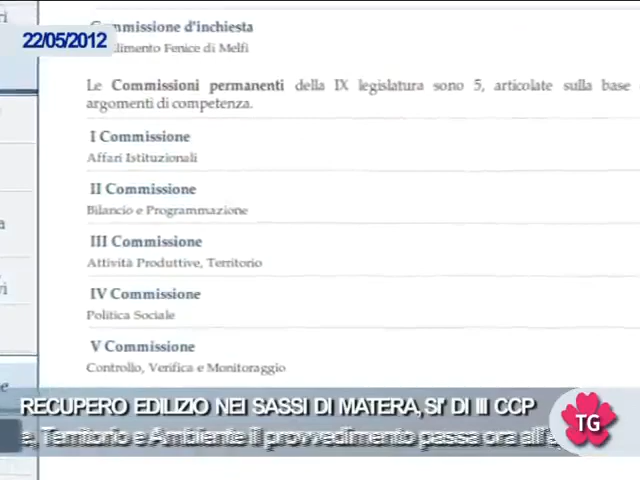 Commissione d'inchiesta
22/05/2012
Fenice di Melfi
Le Commissioni permanenti della IX legislatura sono 5, articolate sulla base
argomenti di competenza.
I Commissione
Affari Istituzionali
II Commissione
Bilancio e Programmazione
III Commissione
Attività Produttive, Territorio
IV Commissione
Politica Sociale
V Commissione
Controllo, Verifica e Monitoraggio
RECUPERO EDILIZIO NEI SASSI DI MATERA, SI' DI III CCP
TG
e, Territorio e Ambiente il provvedimento passa ora all'